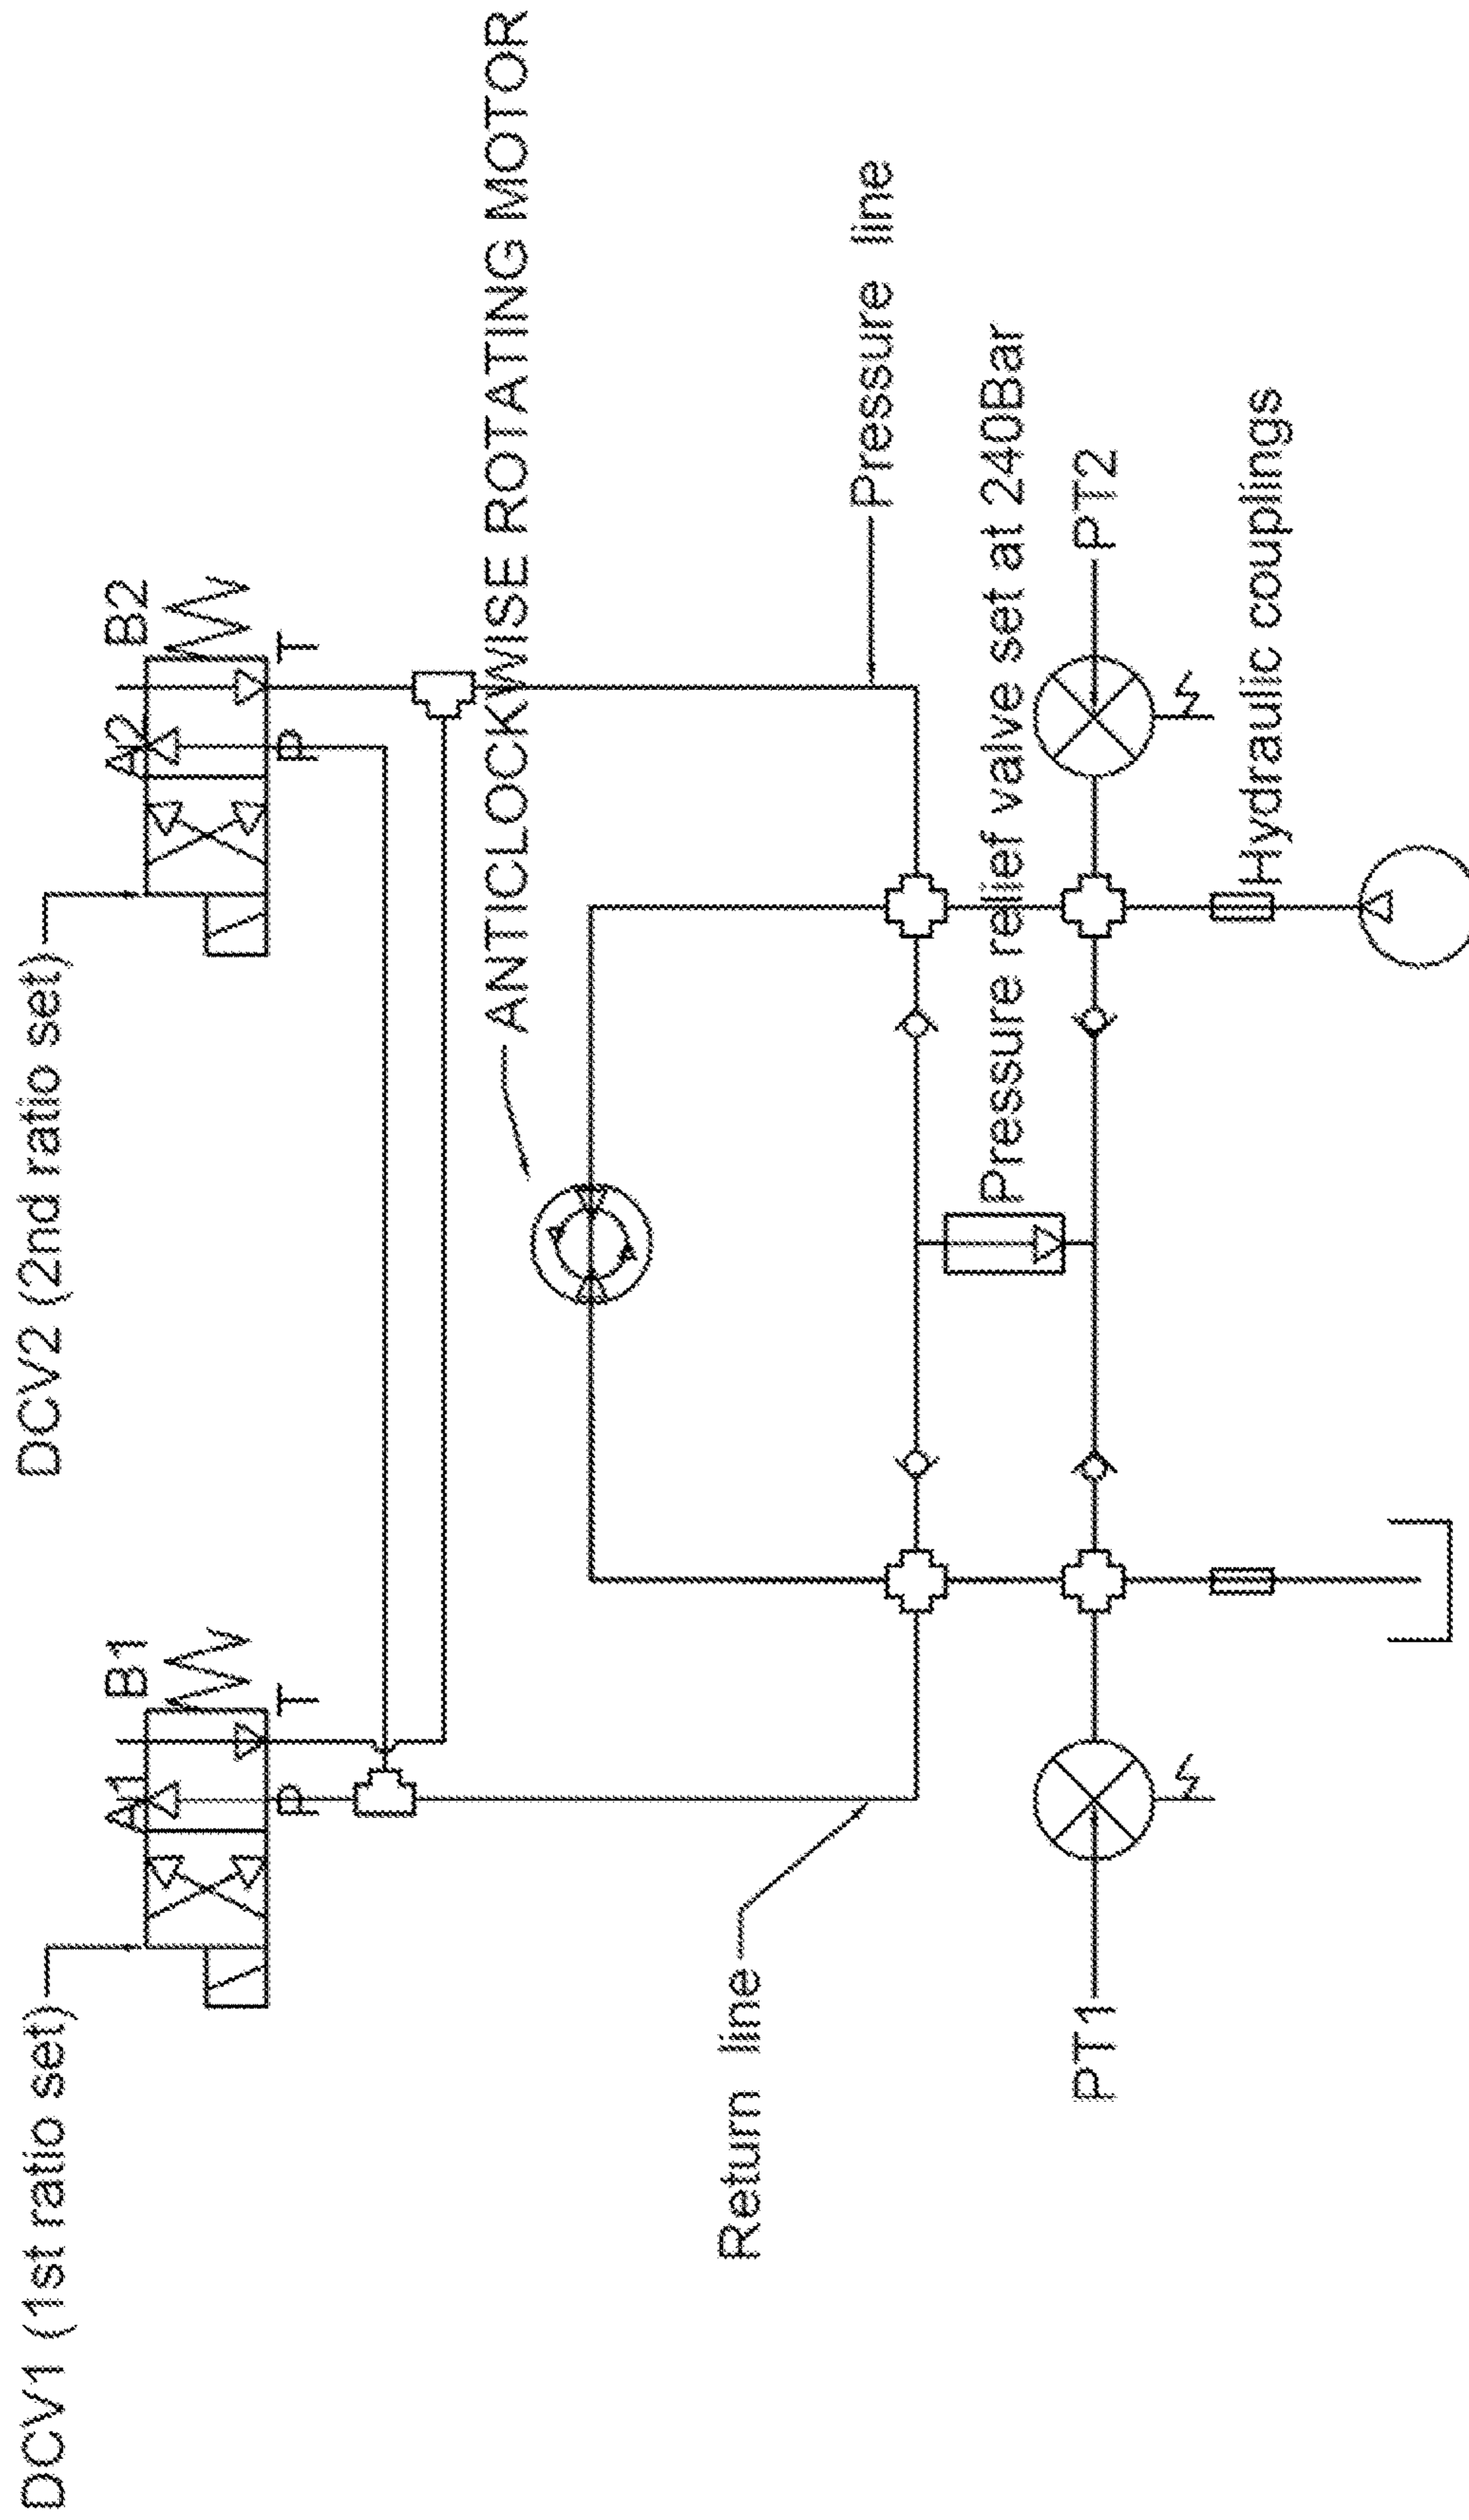 DCV1 (1st ratio set)
DCV2 (2nd ratio set)
A1
B1
A2
B2
P
T
P
T
ANTICLOCKWISE ROTATING MOTOR
Return line
Pressure line
Pressure relief valve set at 240Bar
PT1
PT2
Hydraulic couplings